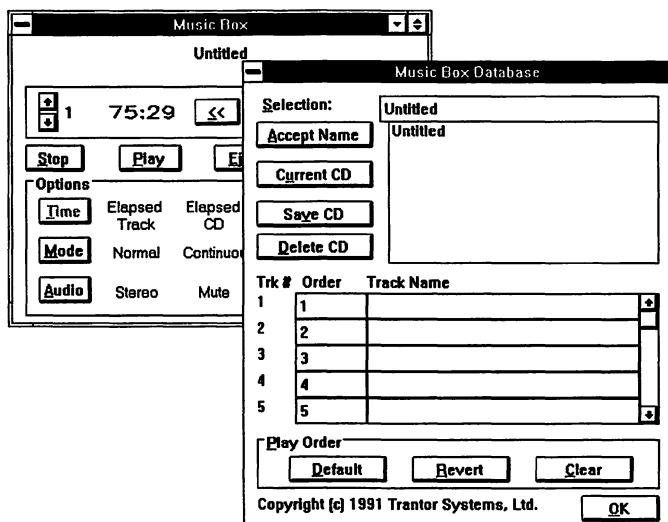 Music Box
Untitled
1 75:29 <<
Stop Play
Options
Time Elapsed Track Elapsed CD
Mode Normal
Audio Stereo Mute
Music Box Database
Selection: Untitled
Accept Name Untitled
Current CD
Save CD
Delete CD
Trk # Order Track Name
1 1
2 2
3 3
4 4
5 5
Play Order
Default Revert Clear
Copyright (c) 1991 Trantor Systems, Ltd. OK